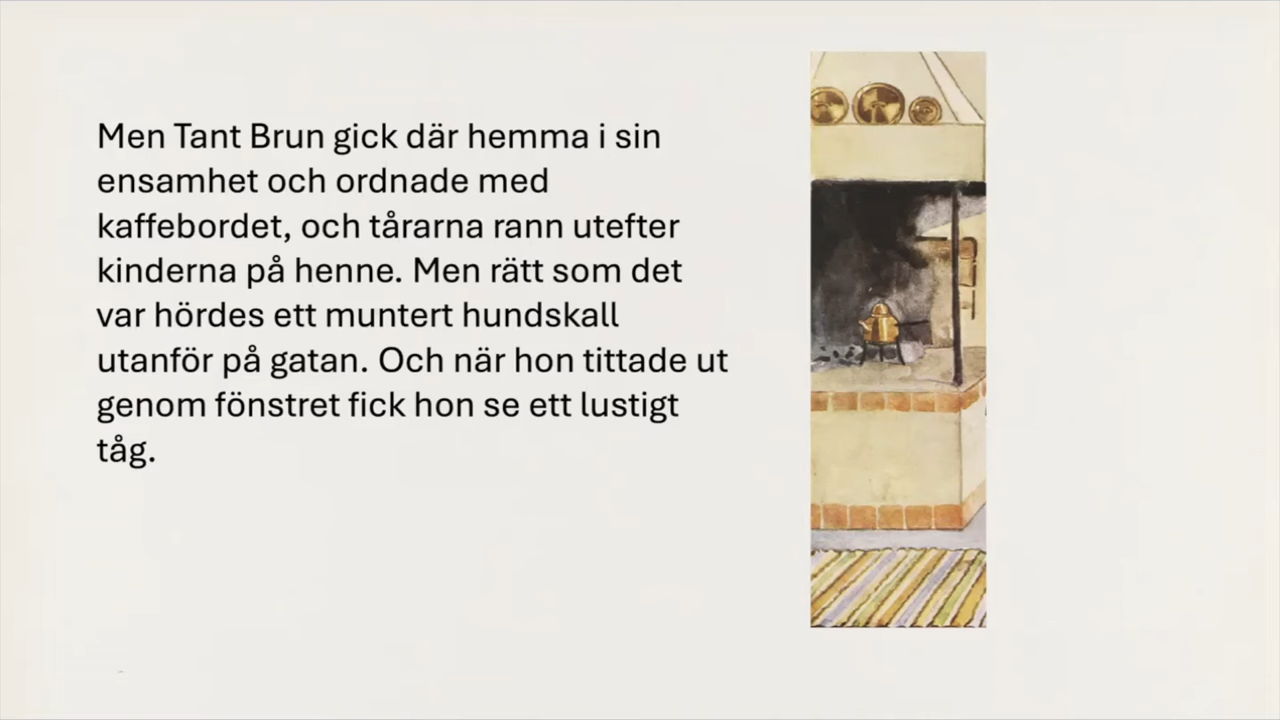 Men Tant Brun gick där hemma i sin
ensamhet och ordnade med
kaffebordet, och tårarna rann utefter
kinderna på henne. Men rätt som det
var hördes ett muntert hundskall
utanför på gatan. Och när hon tittade ut
genom fönstret fick hon se ett lustigt
tåg.